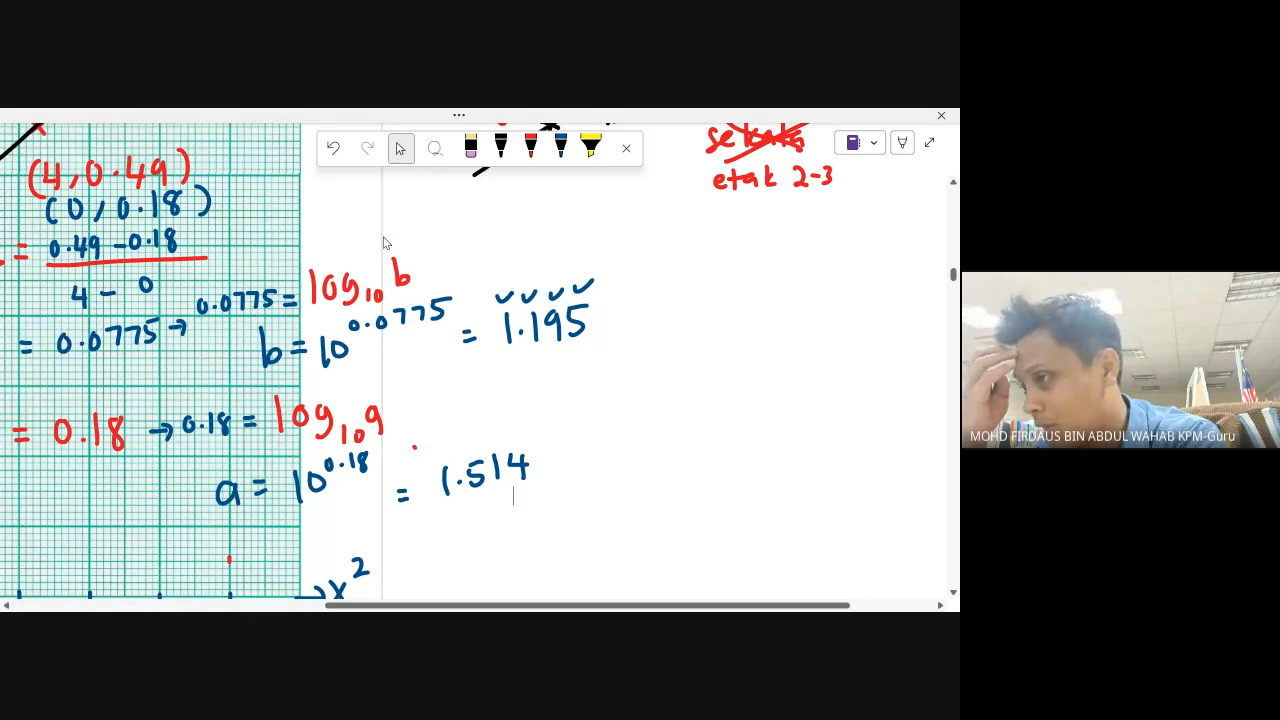 (4, 0.49)
(0, 0.18)
= 0.49 - 0.18
4 - 0
= 0.0775 → 0.0775 = log10 b
b = 10^0.0775 = 1.195
= 0.18 → 0.18 = log10 a
a = 10^0.18 = 1.514
x^2
etak 2-3
MOHD FIRDAUS BIN ABDUL WAHAB KPM-Guru